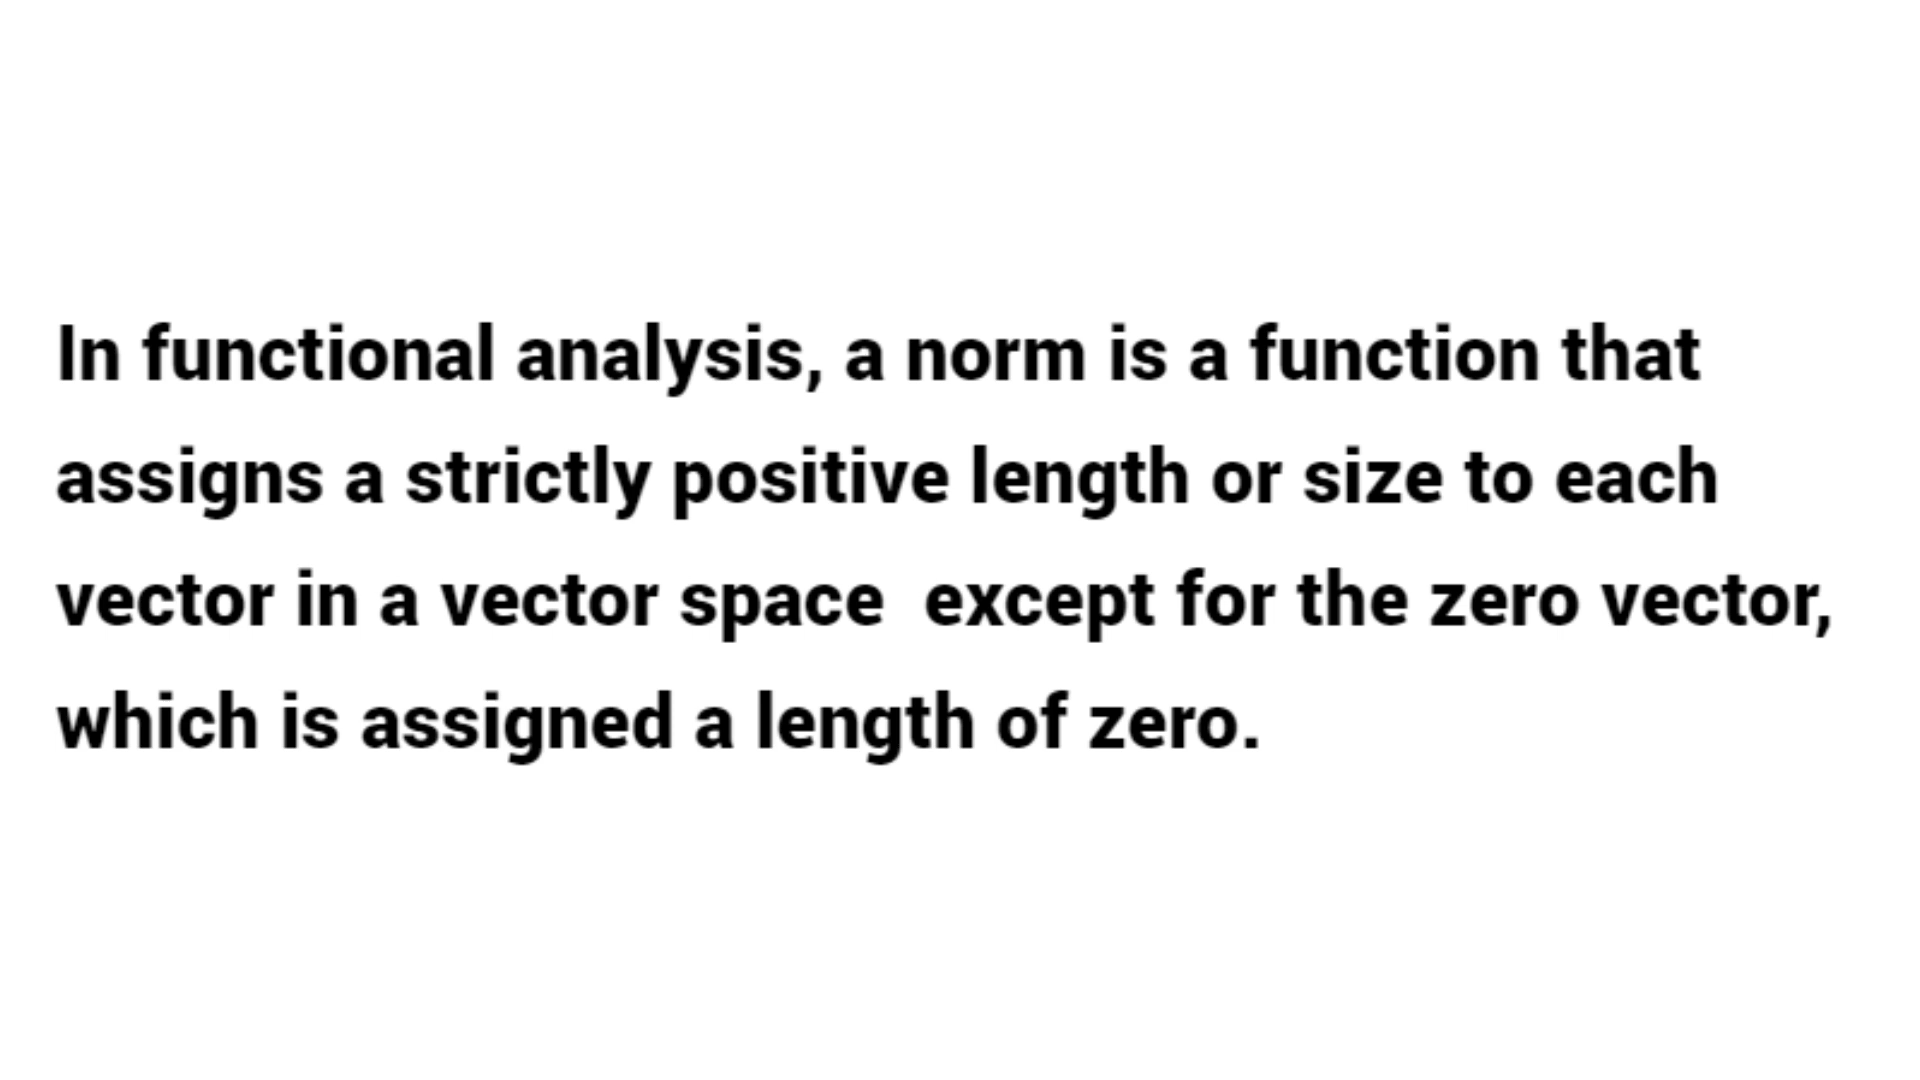 In functional analysis, a norm is a function that
assigns a strictly positive length or size to each
vector in a vector space  except for the zero vector,
which is assigned a length of zero.